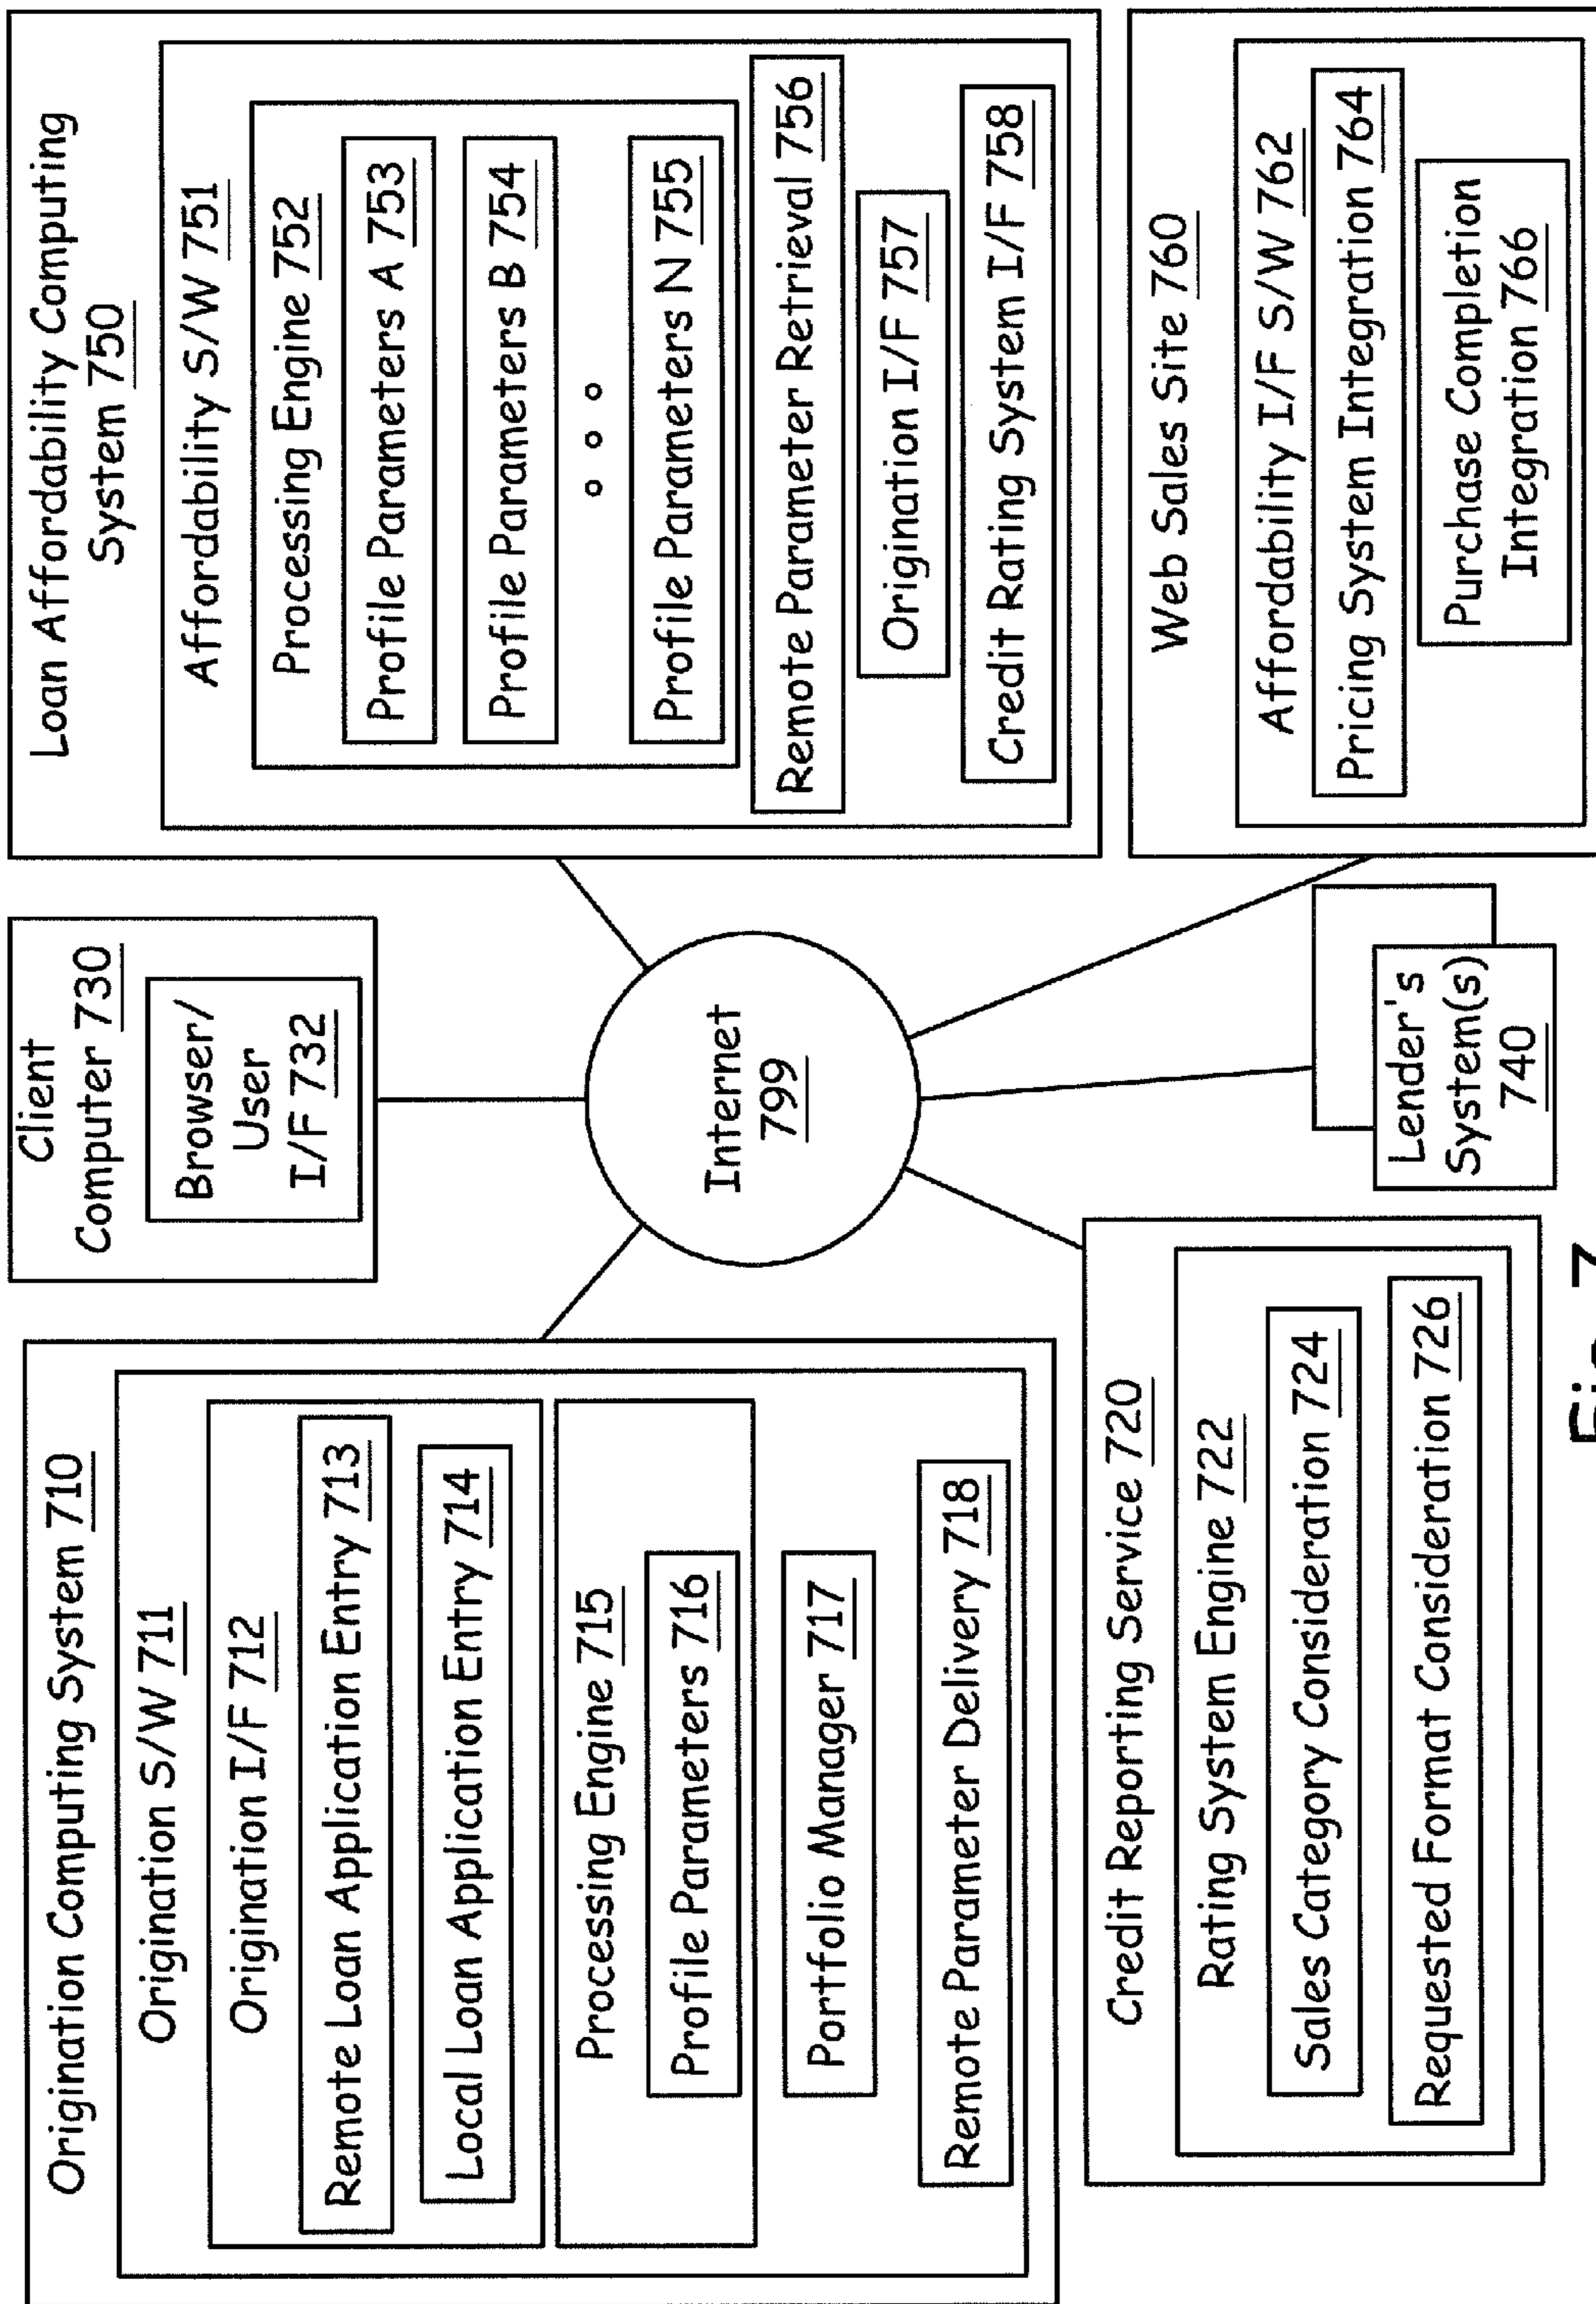 Origination Computing System 710
Origination S/W 711
Origination I/F 712
Remote Loan Application Entry 713
Local Loan Application Entry 714
Processing Engine 715
Profile Parameters 716
Portfolio Manager 717
Remote Parameter Delivery 718
Credit Reporting Service 720
Rating System Engine 722
Sales Category Consideration 724
Requested Format Consideration 726
Client
Computer 730
Browser/
User
I/F 732
Internet
799
Lender's
System(s)
740
Loan Affordability Computing
System 750
Affordability S/W 751
Processing Engine 752
Profile Parameters A 753
Profile Parameters B 754
Profile Parameters N 755
Remote Parameter Retrieval 756
Origination I/F 757
Credit Rating System I/F 758
Web Sales Site 760
Affordability I/F S/W 762
Pricing System Integration 764
Purchase Completion
Integration 766
Fig. 7